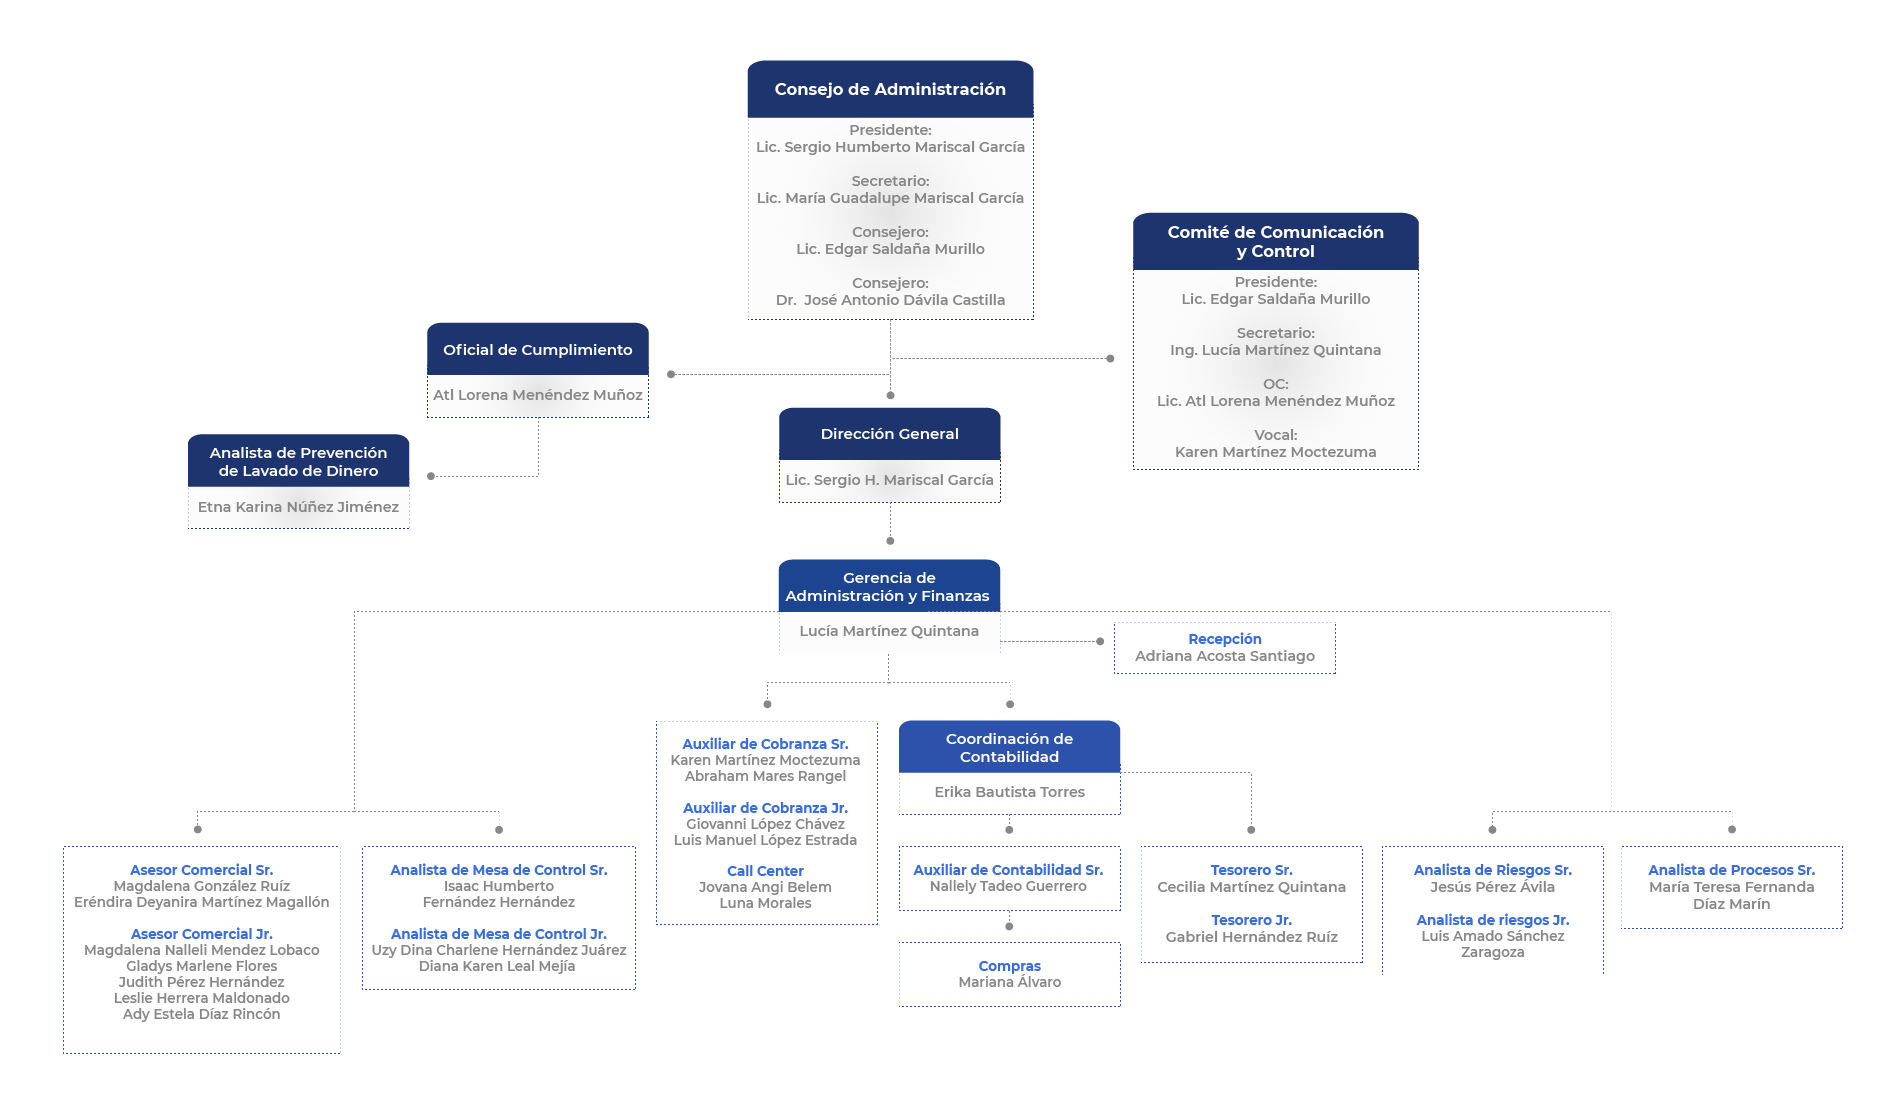 Consejo de Administración
Presidente:
Lic. Sergio Humberto Mariscal García
Secretario:
Lic. María Guadalupe Mariscal García
Consejero:
Lic. Edgar Saldaña Murillo
Consejero:
Dr. José Antonio Dávila Castilla
Comité de Comunicación
y Control
Presidente:
Lic. Edgar Saldaña Murillo
Secretario:
Ing. Lucía Martínez Quintana
OC:
Lic. Atl Lorena Menéndez Muñoz
Vocal:
Karen Martínez Moctezuma
Oficial de Cumplimiento
Atl Lorena Menéndez Muñoz
Analista de Prevención
de Lavado de Dinero
Etna Karina Núñez Jiménez
Dirección General
Lic. Sergio H. Mariscal García
Gerencia de
Administración y Finanzas
Lucía Martínez Quintana
Recepción
Adriana Acosta Santiago
Auxiliar de Cobranza Sr.
Karen Martínez Moctezuma
Abraham Mares Rangel
Auxiliar de Cobranza Jr.
Giovanni López Chávez
Luis Manuel López Estrada
Call Center
Jovana Angi Belem
Luna Morales
Coordinación de
Contabilidad
Erika Bautista Torres
Asesor Comercial Sr.
Magdalena González Ruíz
Eréndira Deyanira Martínez Magallón
Asesor Comercial Jr.
Magdalena Nalleli Mendez Lobaco
Gladys Marlene Flores
Judith Pérez Hernández
Leslie Herrera Maldonado
Ady Estela Díaz Rincón
Analista de Mesa de Control Sr.
Isaac Humberto
Fernández Hernández
Analista de Mesa de Control Jr.
Uzy Dina Charlene Hernández Juárez
Diana Karen Leal Mejía
Auxiliar de Contabilidad Sr.
Nallely Tadeo Guerrero
Compras
Mariana Álvaro
Tesorero Sr.
Cecilia Martínez Quintana
Tesorero Jr.
Gabriel Hernández Ruíz
Analista de Riesgos Sr.
Jesús Pérez Ávila
Analista de riesgos Jr.
Luis Amado Sánchez
Zaragoza
Analista de Procesos Sr.
María Teresa Fernanda
Díaz Marín